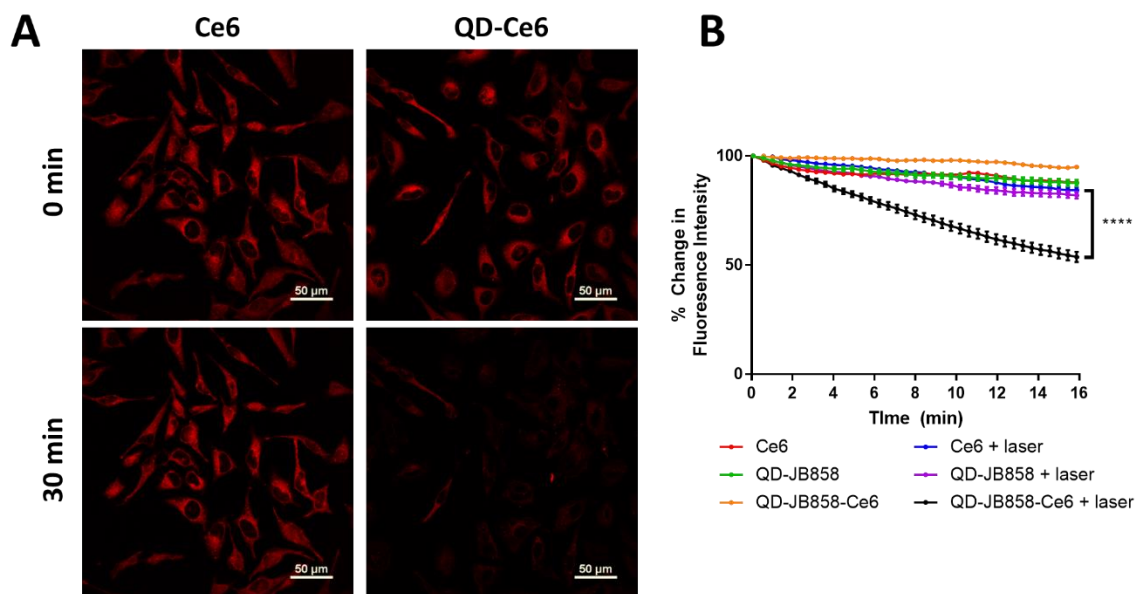 A
Ce6
QD-Ce6
0 min
50 µm
50 µm
30 min
50 µm
50 µm
B
% Change in
Fluoresence Intensity
100
50
0
****
0 2 4 6 8 10 12 14 16
TIme (min)
Ce6
Ce6 + laser
QD-JB858
QD-JB858 + laser
QD-JB858-Ce6
QD-JB858-Ce6 + laser